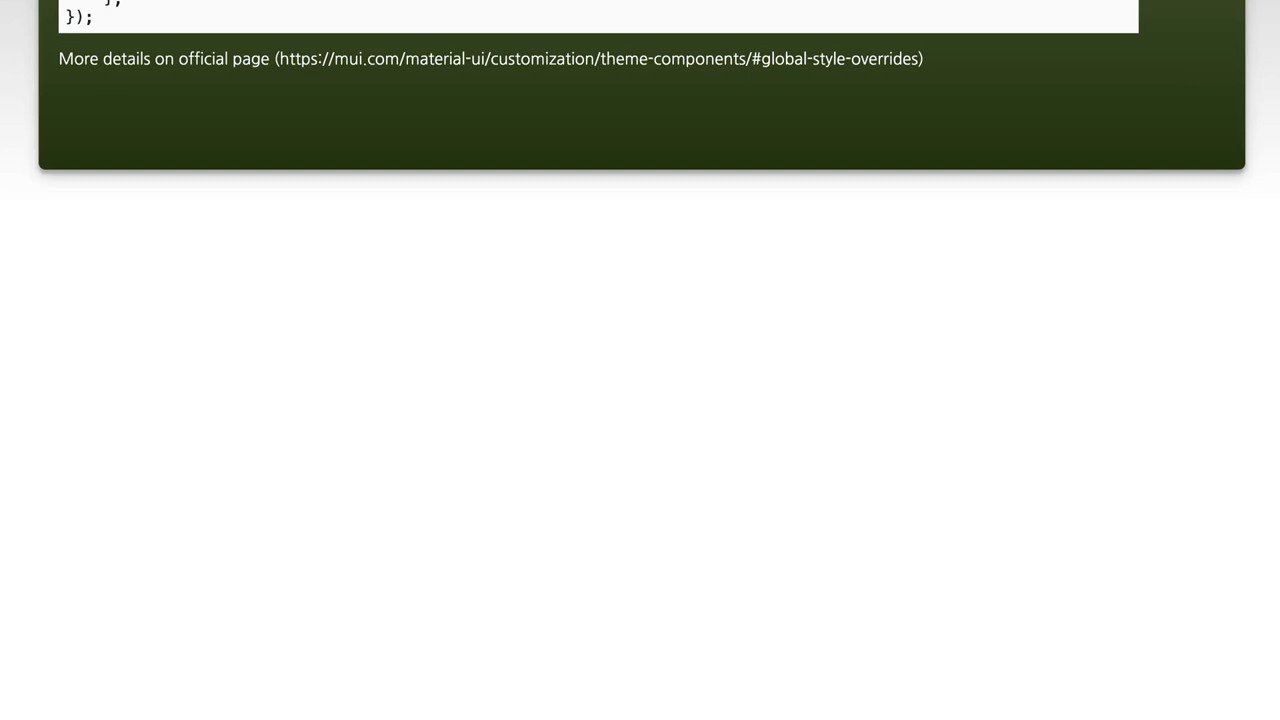 },
});
More details on official page (https://mui.com/material-ui/customization/theme-components/#global-style-overrides)